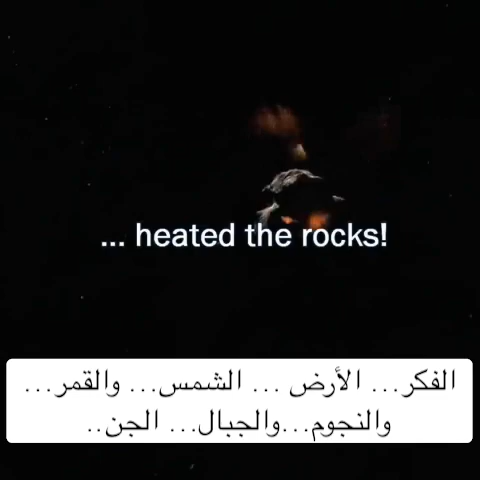 ... heated the rocks!
الفكر... الأرض ... الشمس... والقمر...
والنجوم...والجبال... الجن..